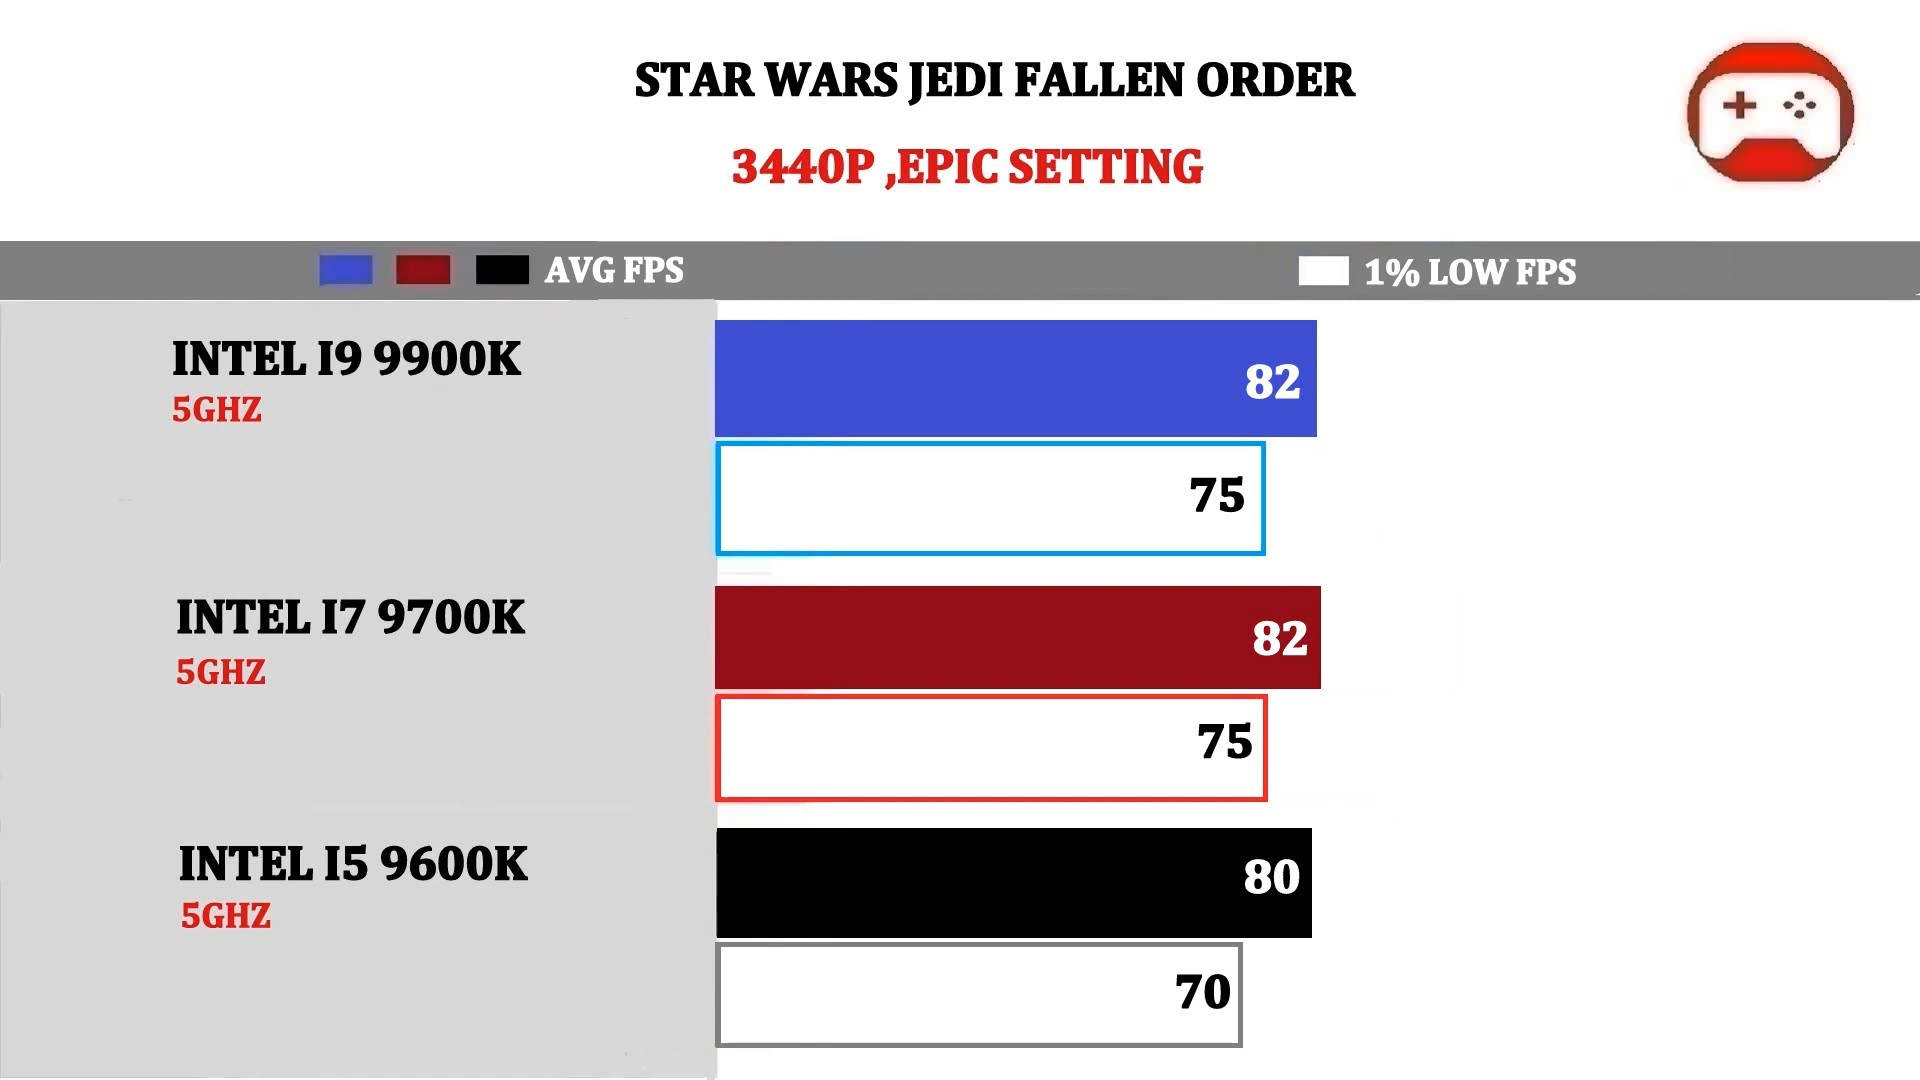 STAR WARS JEDI FALLEN ORDER
3440P ,EPIC SETTING
AVG FPS
1% LOW FPS
INTEL I9 9900K
5GHZ
82
75
INTEL I7 9700K
5GHZ
82
75
INTEL I5 9600K
5GHZ
80
70